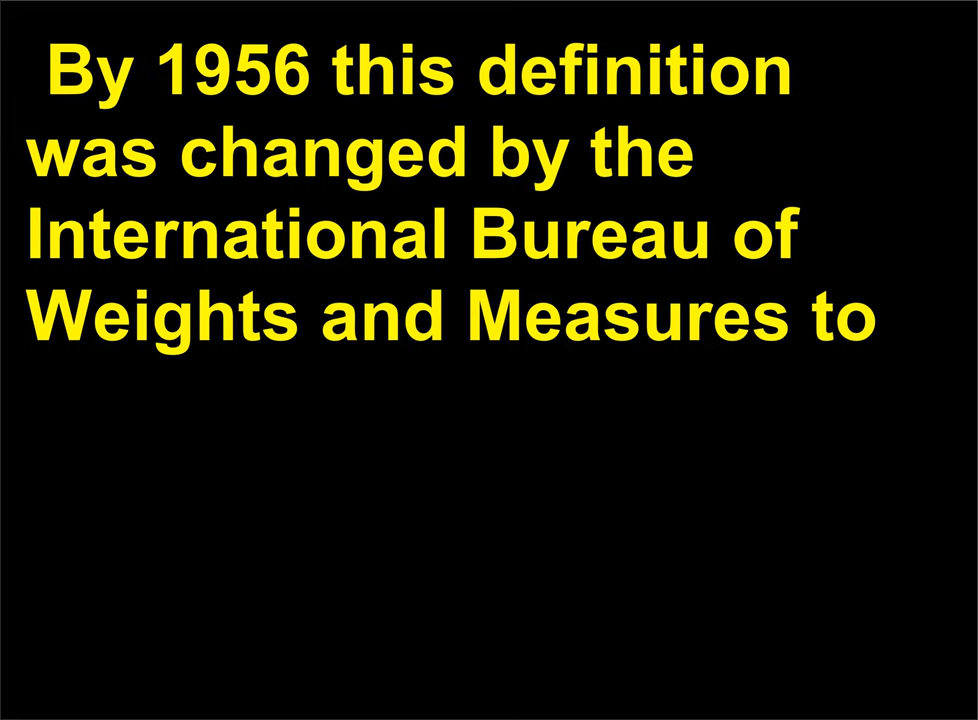 By 1956 this definition
was changed by the
International Bureau of
Weights and Measures to